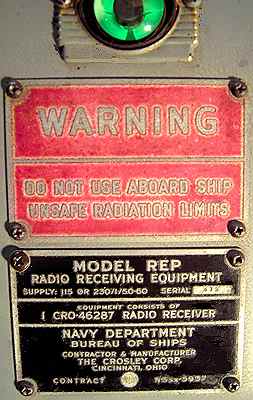 WARNING
DO NOT USE ABOARD SHIP
UNSAFE RADIATION LIMITS
MODEL REP
RADIO RECEIVING EQUIPMENT
SUPPLY: 115 OR 230/1/50-60 SERIAL
EQUIPMENT CONSISTS OF
1 CRO-46287 RADIO RECEIVER
NAVY DEPARTMENT
BUREAU OF SHIPS
CONTRACTOR & MANUFACTURER
THE CROSLEY CORP.
CINCINNATI, OHIO
CONTRACT